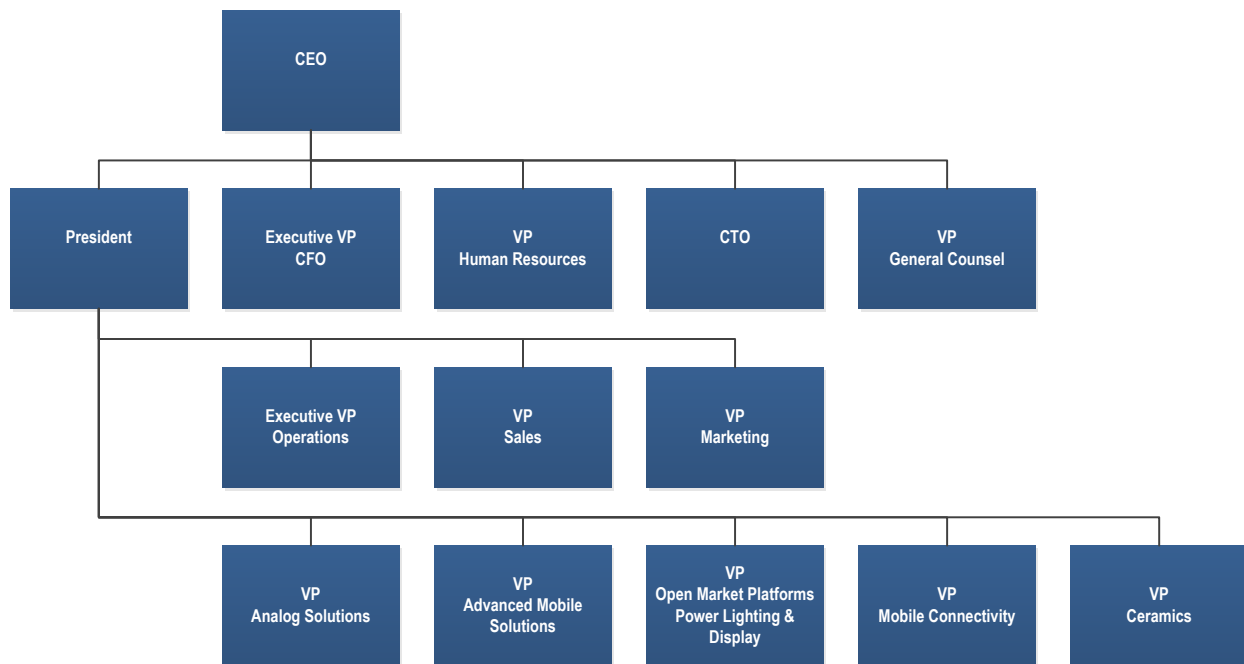 CEO
President
Executive VP
CFO
VP
Human Resources
CTO
VP
General Counsel
Executive VP
Operations
VP
Sales
VP
Marketing
VP
Analog Solutions
VP
Advanced Mobile
Solutions
VP
Open Market Platforms
Power Lighting &
Display
VP
Mobile Connectivity
VP
Ceramics